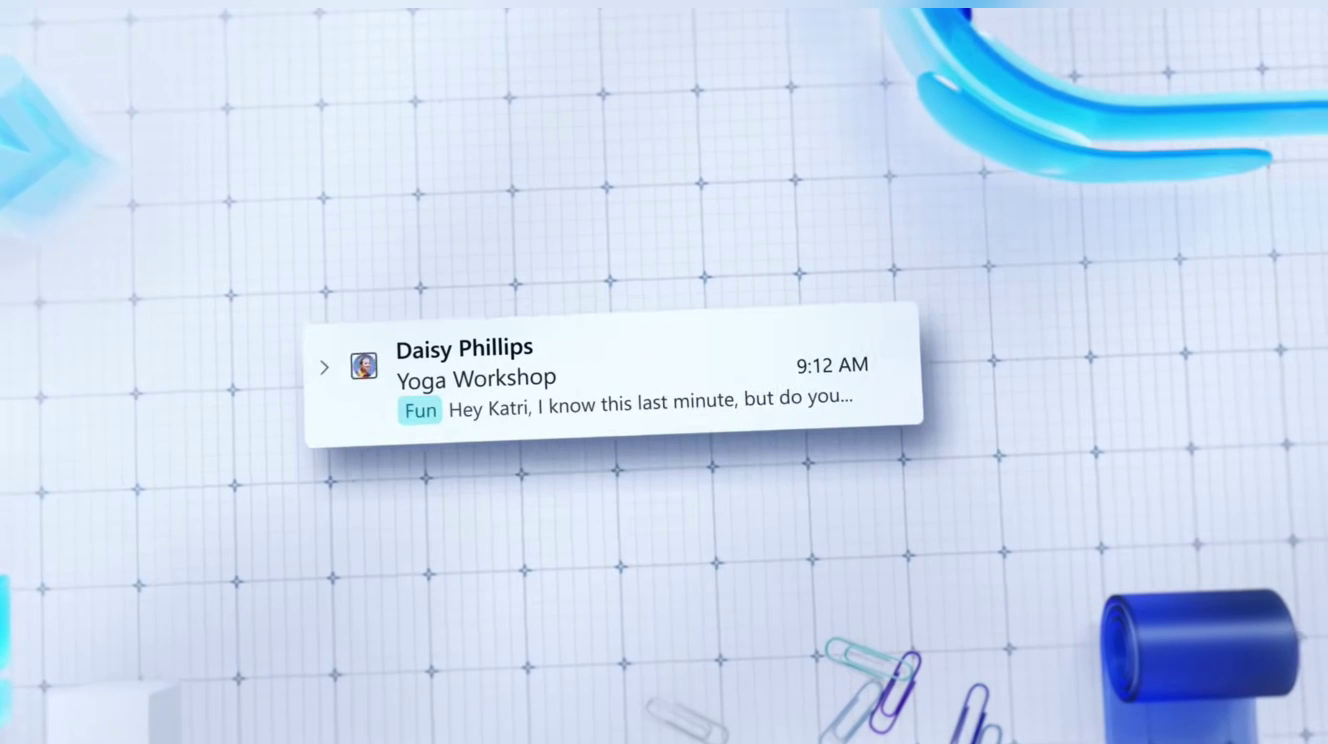 Daisy Phillips
Yoga Workshop
9:12 AM
Fun Hey Katri, I know this last minute, but do you...